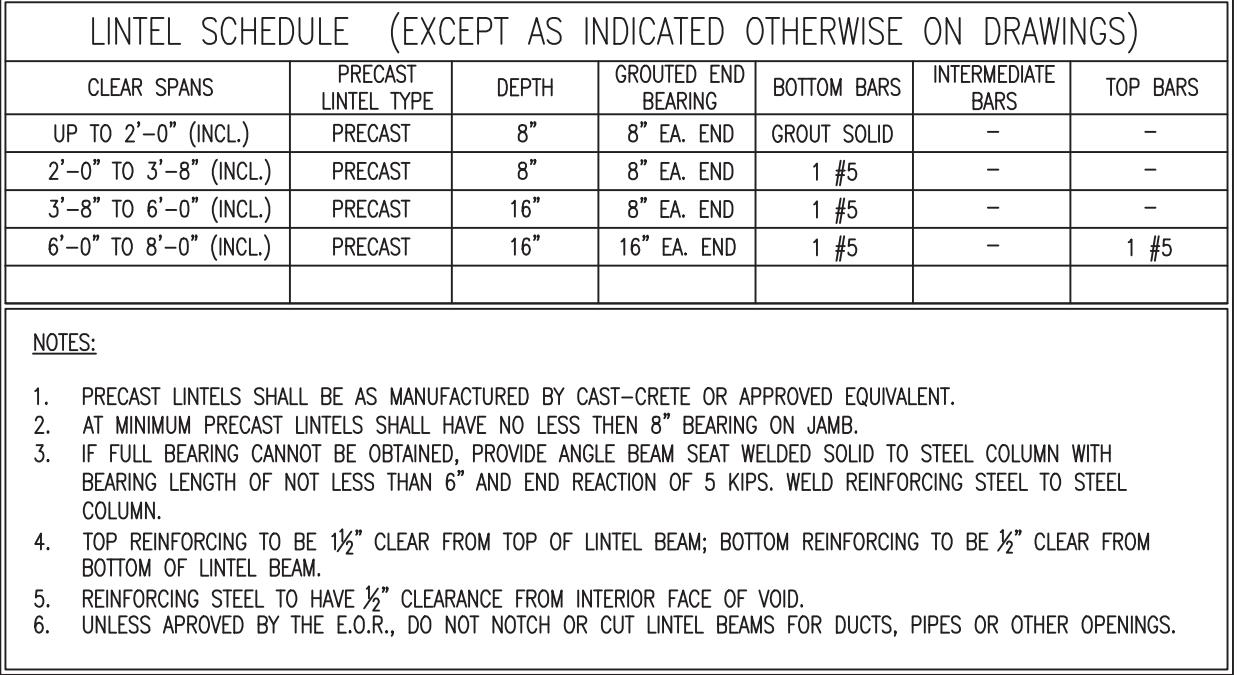 LINTEL SCHEDULE (EXCEPT AS INDICATED OTHERWISE ON DRAWINGS)
CLEAR SPANS
PRECAST
LINTEL TYPE
DEPTH
GROUTED END
BEARING
BOTTOM BARS
INTERMEDIATE
BARS
TOP BARS
UP TO 2'-0" (INCL.) PRECAST 8" 8" EA. END GROUT SOLID - -
2'-0" TO 3'-8" (INCL.) PRECAST 8" 8" EA. END 1 #5 - -
3'-8" TO 6'-0" (INCL.) PRECAST 16" 8" EA. END 1 #5 - -
6'-0" TO 8'-0" (INCL.) PRECAST 16" 16" EA. END 1 #5 - 1 #5
NOTES:
1. PRECAST LINTELS SHALL BE AS MANUFACTURED BY CAST-CRETE OR APPROVED EQUIVALENT.
2. AT MINIMUM PRECAST LINTELS SHALL HAVE NO LESS THEN 8" BEARING ON JAMB.
3. IF FULL BEARING CANNOT BE OBTAINED, PROVIDE ANGLE BEAM SEAT WELDED SOLID TO STEEL COLUMN WITH
BEARING LENGTH OF NOT LESS THAN 6" AND END REACTION OF 5 KIPS. WELD REINFORCING STEEL TO STEEL
COLUMN.
4. TOP REINFORCING TO BE 1½" CLEAR FROM TOP OF LINTEL BEAM; BOTTOM REINFORCING TO BE ½" CLEAR FROM
BOTTOM OF LINTEL BEAM.
5. REINFORCING STEEL TO HAVE ½" CLEARANCE FROM INTERIOR FACE OF VOID.
6. UNLESS APROVED BY THE E.O.R., DO NOT NOTCH OR CUT LINTEL BEAMS FOR DUCTS, PIPES OR OTHER OPENINGS.